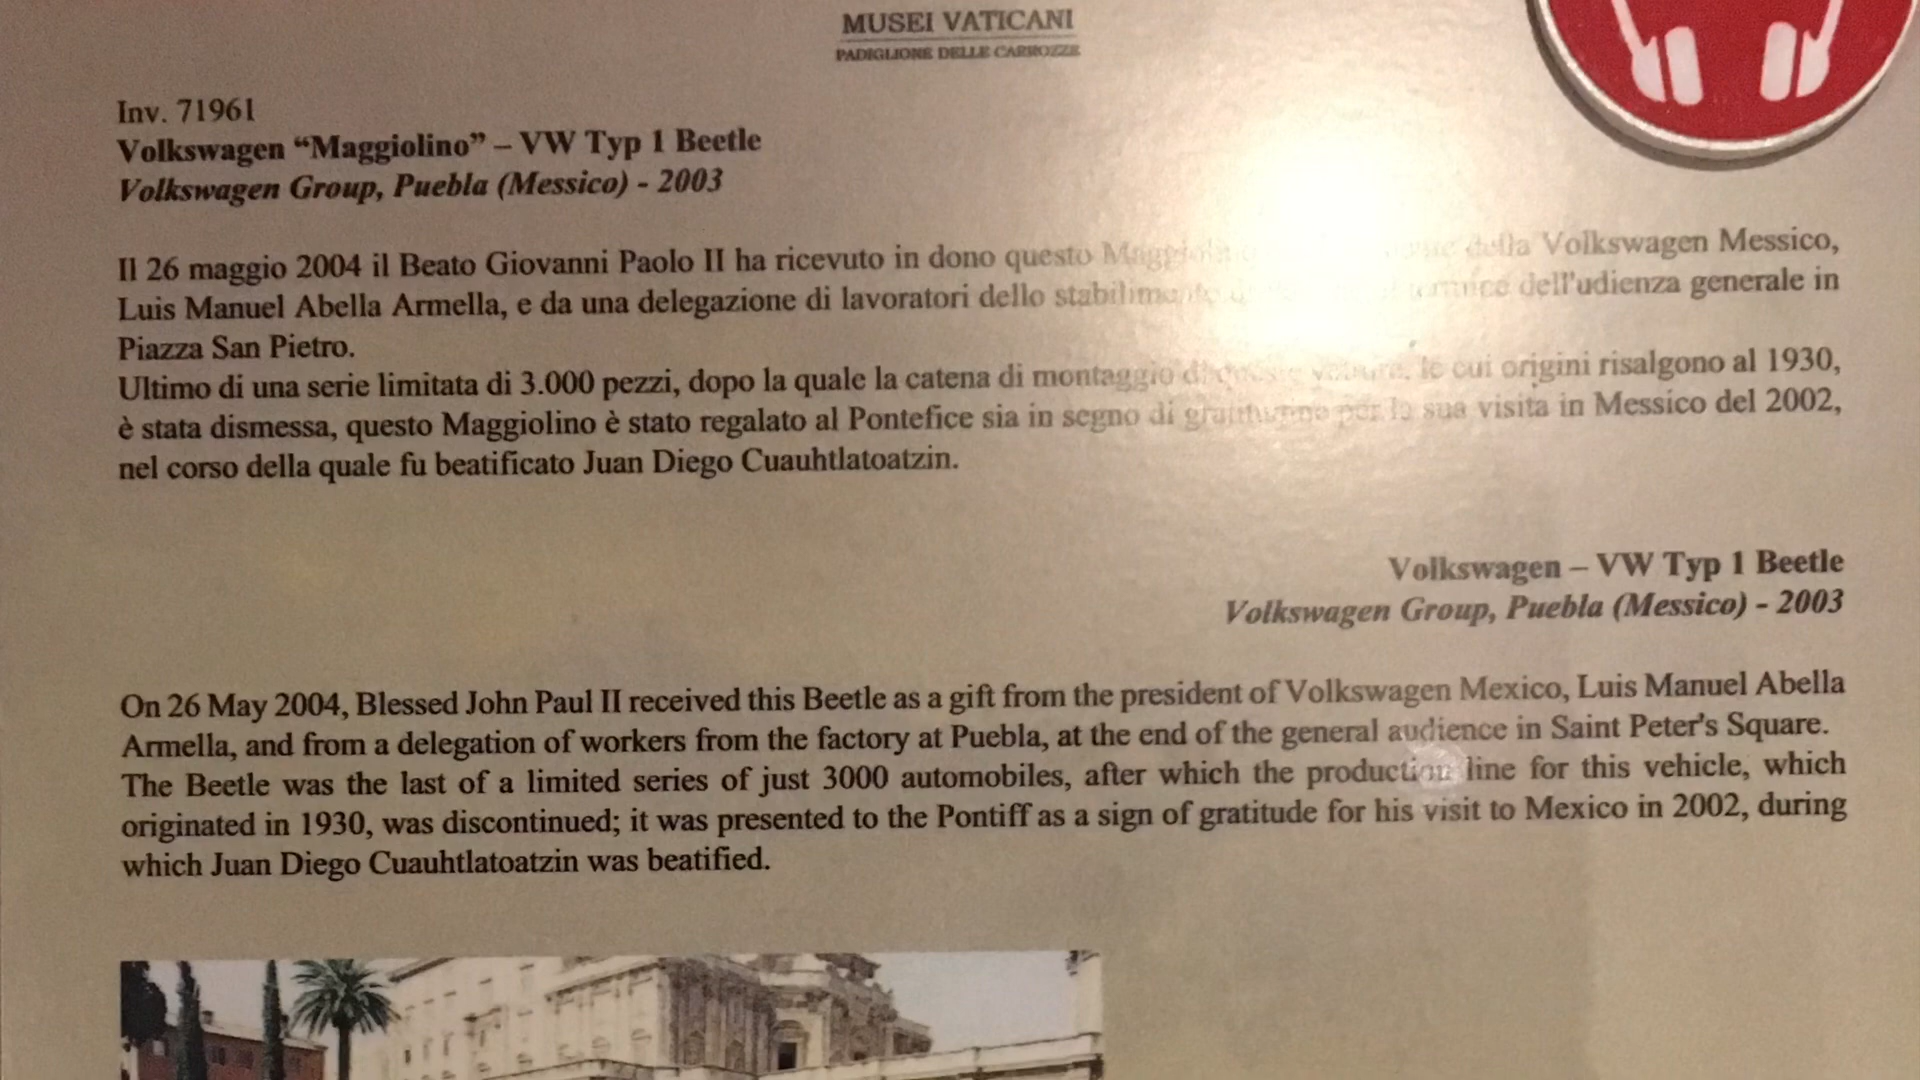 MUSEI VATICANI
PADIGLIONE DELLE CARROZZE
Inv. 71961
Volkswagen “Maggiolino” – VW Typ 1 Beetle
Volkswagen Group, Puebla (Messico) - 2003
Il 26 maggio 2004 il Beato Giovanni Paolo II ha ricevuto in dono questo della Volkswagen Messico,
Luis Manuel Abella Armella, e da una delegazione di lavoratori dello stabilimento dell'udienza generale in
Piazza San Pietro.
Ultimo di una serie limitata di 3.000 pezzi, dopo la quale la catena di montaggio di le cui origini risalgono al 1930,
è stata dismessa, questo Maggiolino è stato regalato al Pontefice sia in segno di per la sua visita in Messico del 2002,
nel corso della quale fu beatificato Juan Diego Cuauhtlatoatzin.
Volkswagen – VW Typ 1 Beetle
Volkswagen Group, Puebla (Messico) - 2003
On 26 May 2004, Blessed John Paul II received this Beetle as a gift from the president of Volkswagen Mexico, Luis Manuel Abella
Armella, and from a delegation of workers from the factory at Puebla, at the end of the general audience in Saint Peter's Square.
The Beetle was the last of a limited series of just 3000 automobiles, after which the production line for this vehicle, which
originated in 1930, was discontinued; it was presented to the Pontiff as a sign of gratitude for his visit to Mexico in 2002, during
which Juan Diego Cuauhtlatoatzin was beatified.